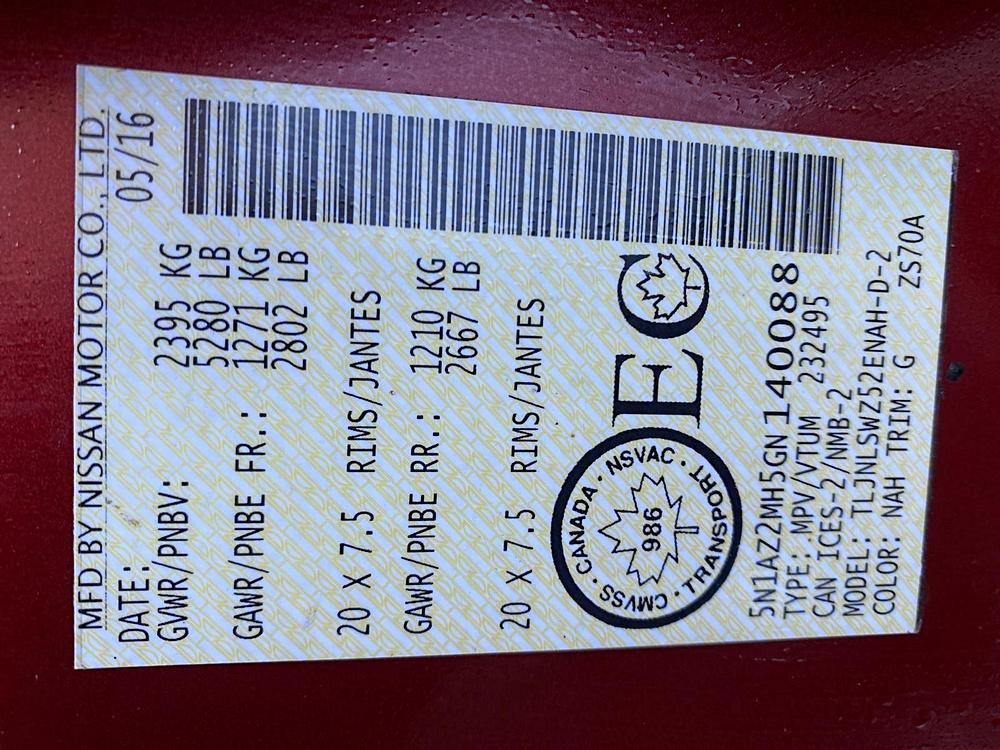 MFD BY NISSAN MOTOR CO., LTD.
DATE: 05/16
GVWR/PNBV: 2395 KG
5280 LB
GAWR/PNBE FR.: 1271 KG
2802 LB
20 X 7.5 RIMS/JANTES
GAWR/PNBE RR.: 1210 KG
2667 LB
20 X 7.5 RIMS/JANTES
CANADA · NSVAC · TRANSPORT · CMVSS ·
986
EC
5N1AZ2MH5GN140088
TYPE: MPV/VTUM 232495
CAN ICES-2/NMB-2
MODEL: TLJNLSWZ52ENAH-D-2
COLOR: NAH TRIM: G ZS70A